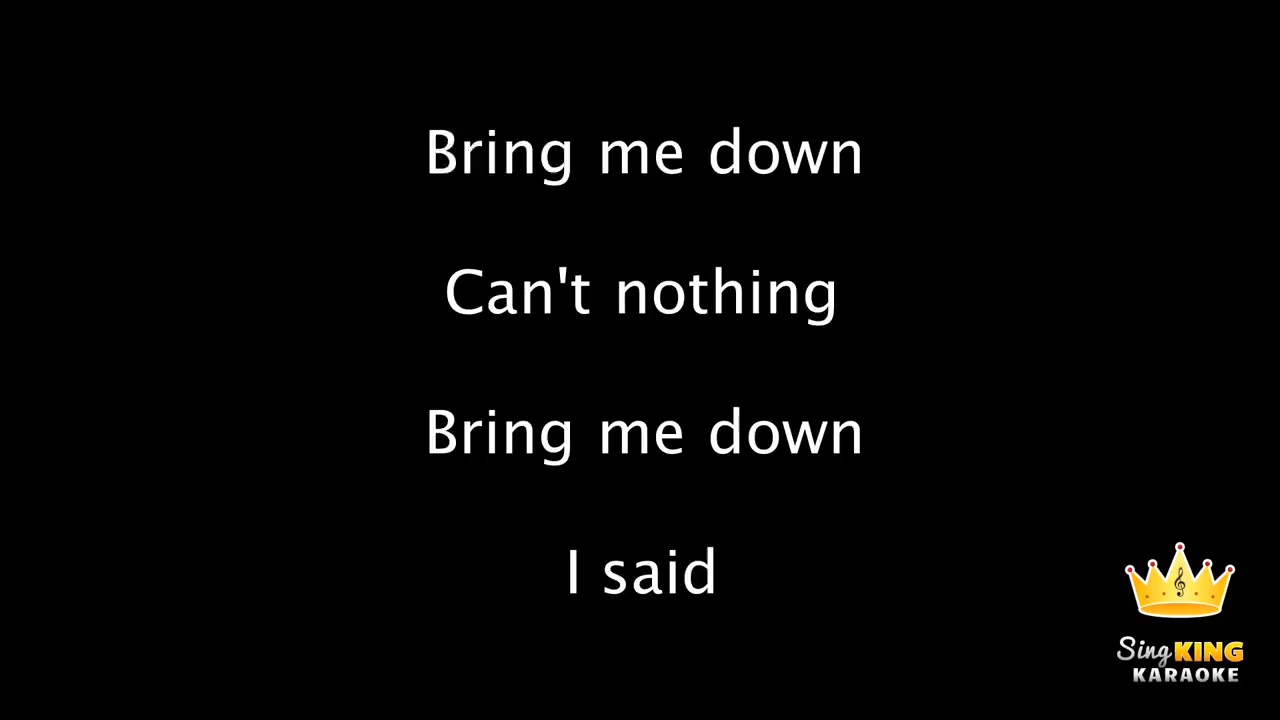 Bring me down
Can't nothing
Bring me down
I said
Sing KING
KARAOKE